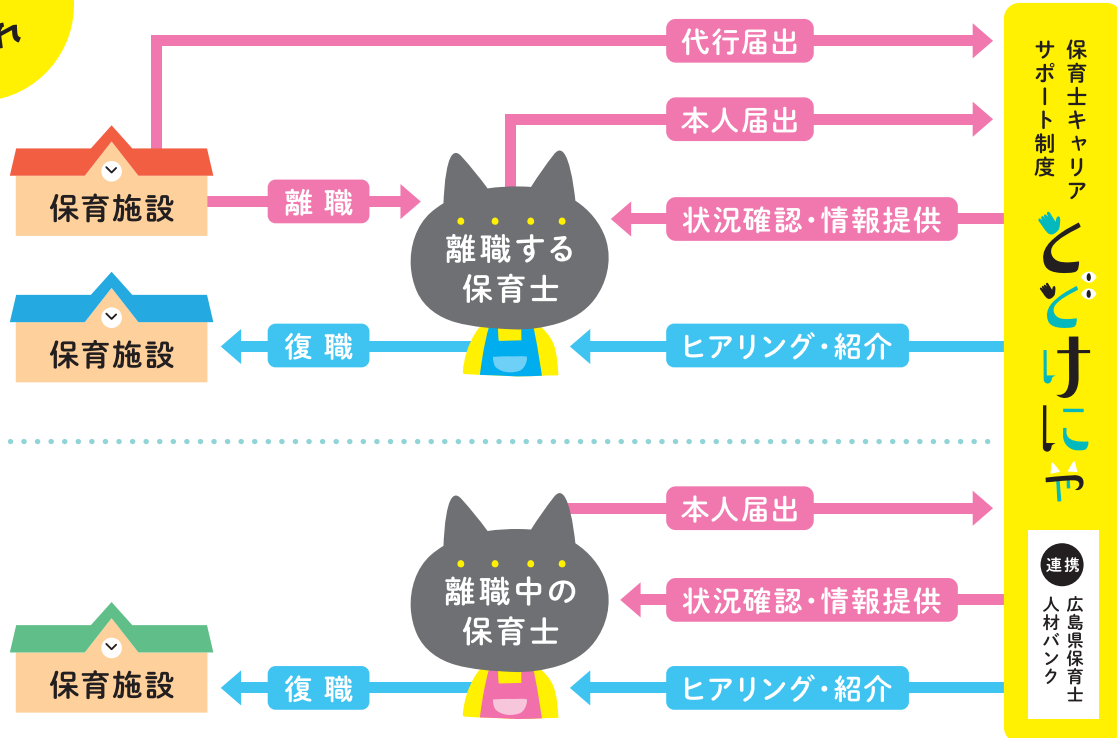 れ
代行届出
本人届出
保育施設
離職
離職する
保育士
状況確認・情報提供
保育施設
復職
ヒアリング・紹介
本人届出
離職中の
保育士
状況確認・情報提供
保育施設
復職
ヒアリング・紹介
保育士キャリア
サポート制度
とどけにゃ
連携
広島県保育士
人材バンク